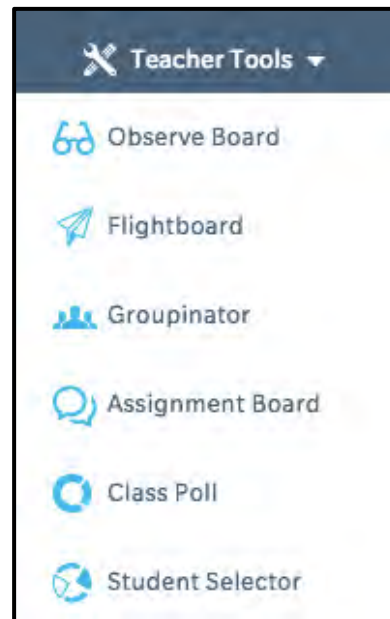 Teacher Tools
Observe Board
Flightboard
Groupinator
Assignment Board
Class Poll
Student Selector